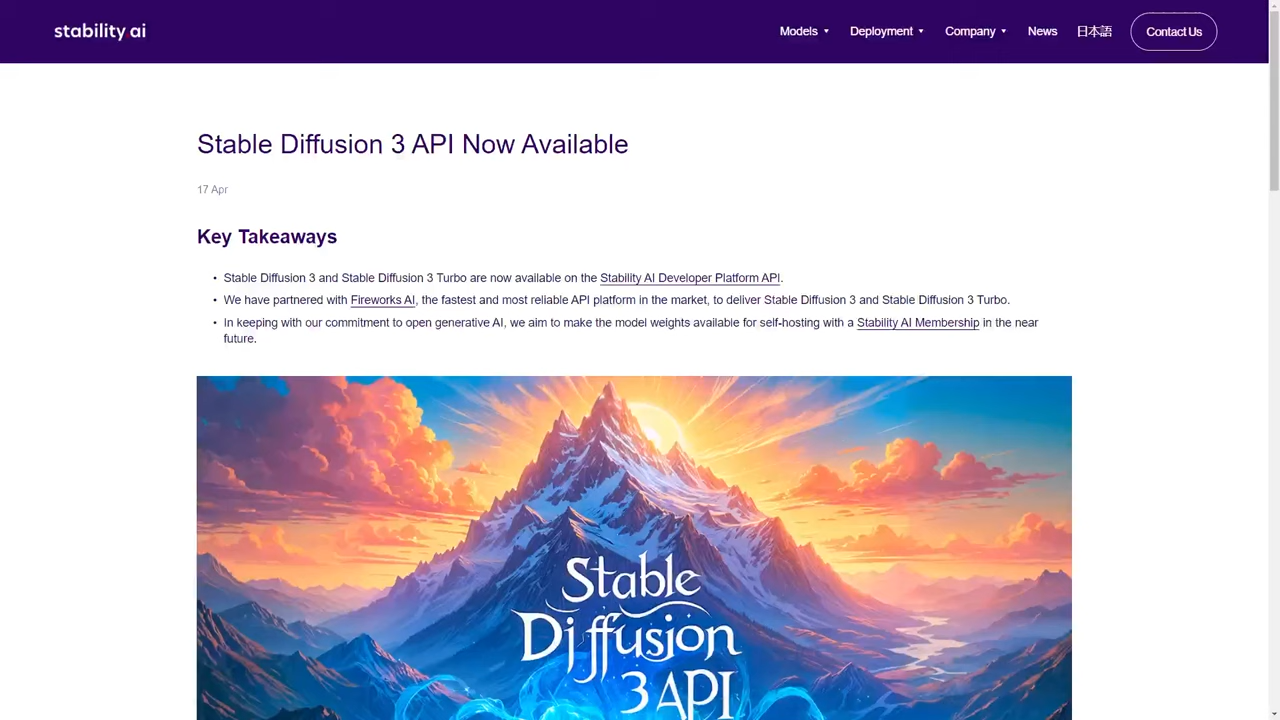 stability ai
Models
Deployment
Company
News
日本語
Contact Us
Stable Diffusion 3 API Now Available
17 Apr
Key Takeaways
• Stable Diffusion 3 and Stable Diffusion 3 Turbo are now available on the Stability AI Developer Platform API.
• We have partnered with Fireworks AI, the fastest and most reliable API platform in the market, to deliver Stable Diffusion 3 and Stable Diffusion 3 Turbo.
• In keeping with our commitment to open generative AI, we aim to make the model weights available for self-hosting with a Stability AI Membership in the near
future.
Stable
Diffusion
3 API